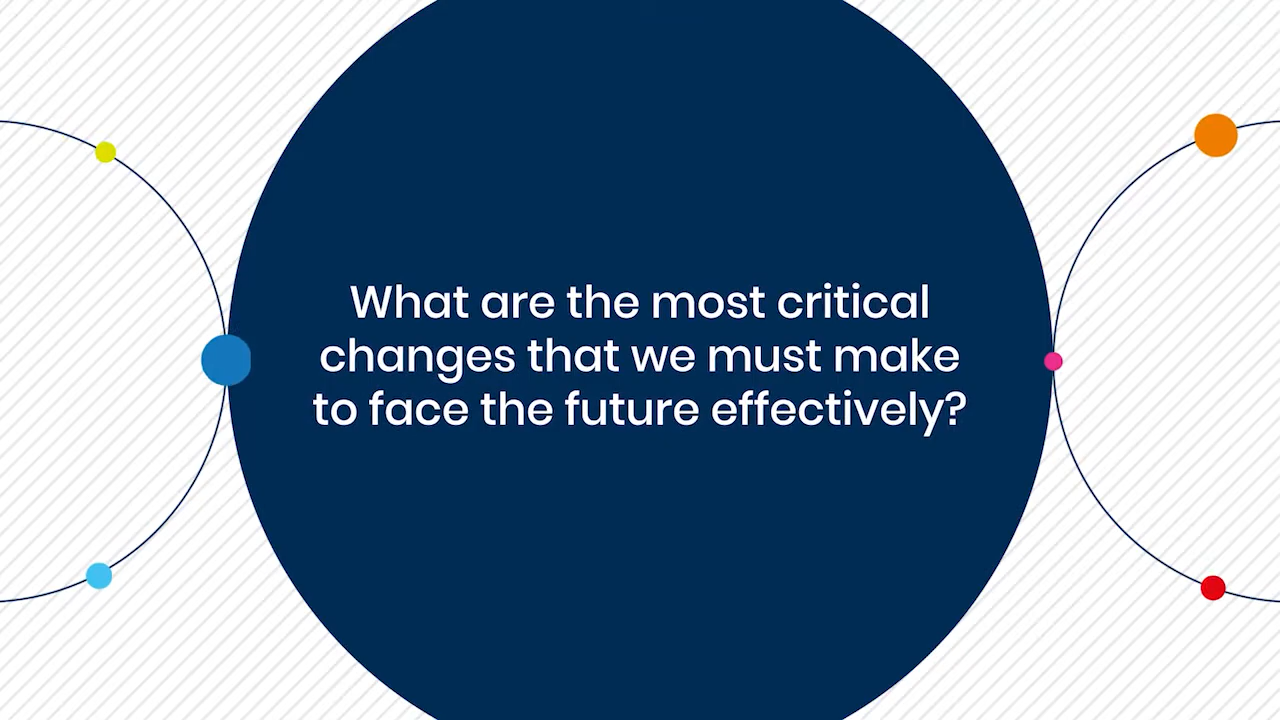 What are the most critical
changes that we must make
to face the future effectively?